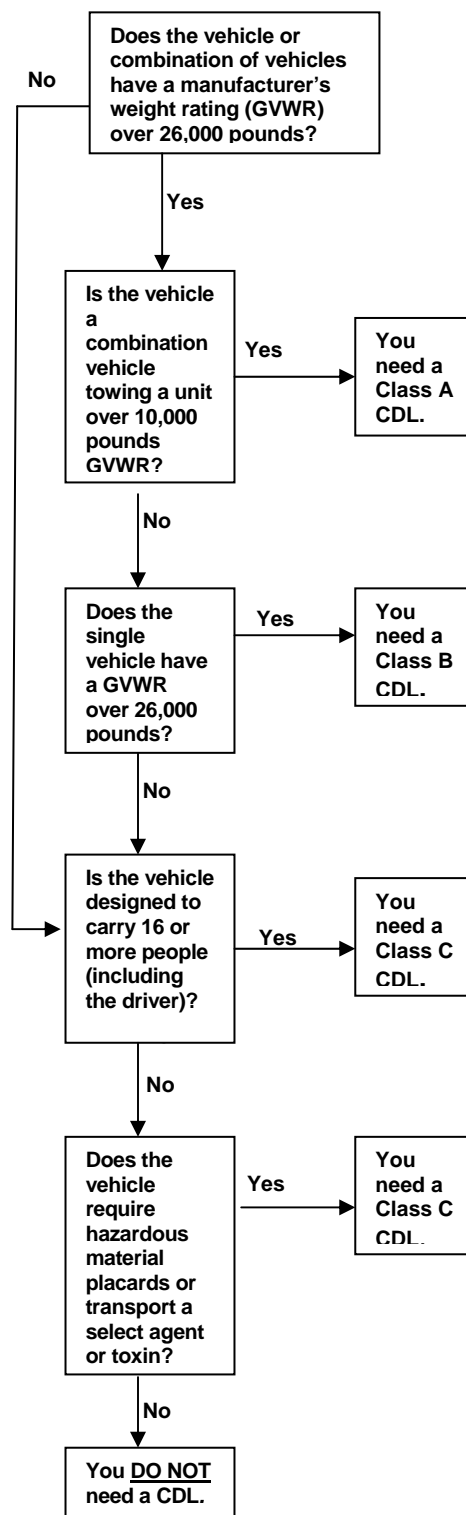 Does the vehicle or
combination of vehicles
have a manufacturer's
weight rating (GVWR)
over 26,000 pounds?
No
Yes
Is the vehicle
a
combination
vehicle
towing a unit
over 10,000
pounds
GVWR?
Yes
You
need a
Class A
CDL.
No
Does the
single
vehicle have
a GVWR
over 26,000
pounds?
Yes
You
need a
Class B
CDL.
No
Is the vehicle
designed to
carry 16 or
more people
(including
the driver)?
Yes
You
need a
Class C
CDL.
No
Does the
vehicle
require
hazardous
material
placards or
transport a
select agent
or toxin?
Yes
You
need a
Class C
CDL.
No
You DO NOT
need a CDL.